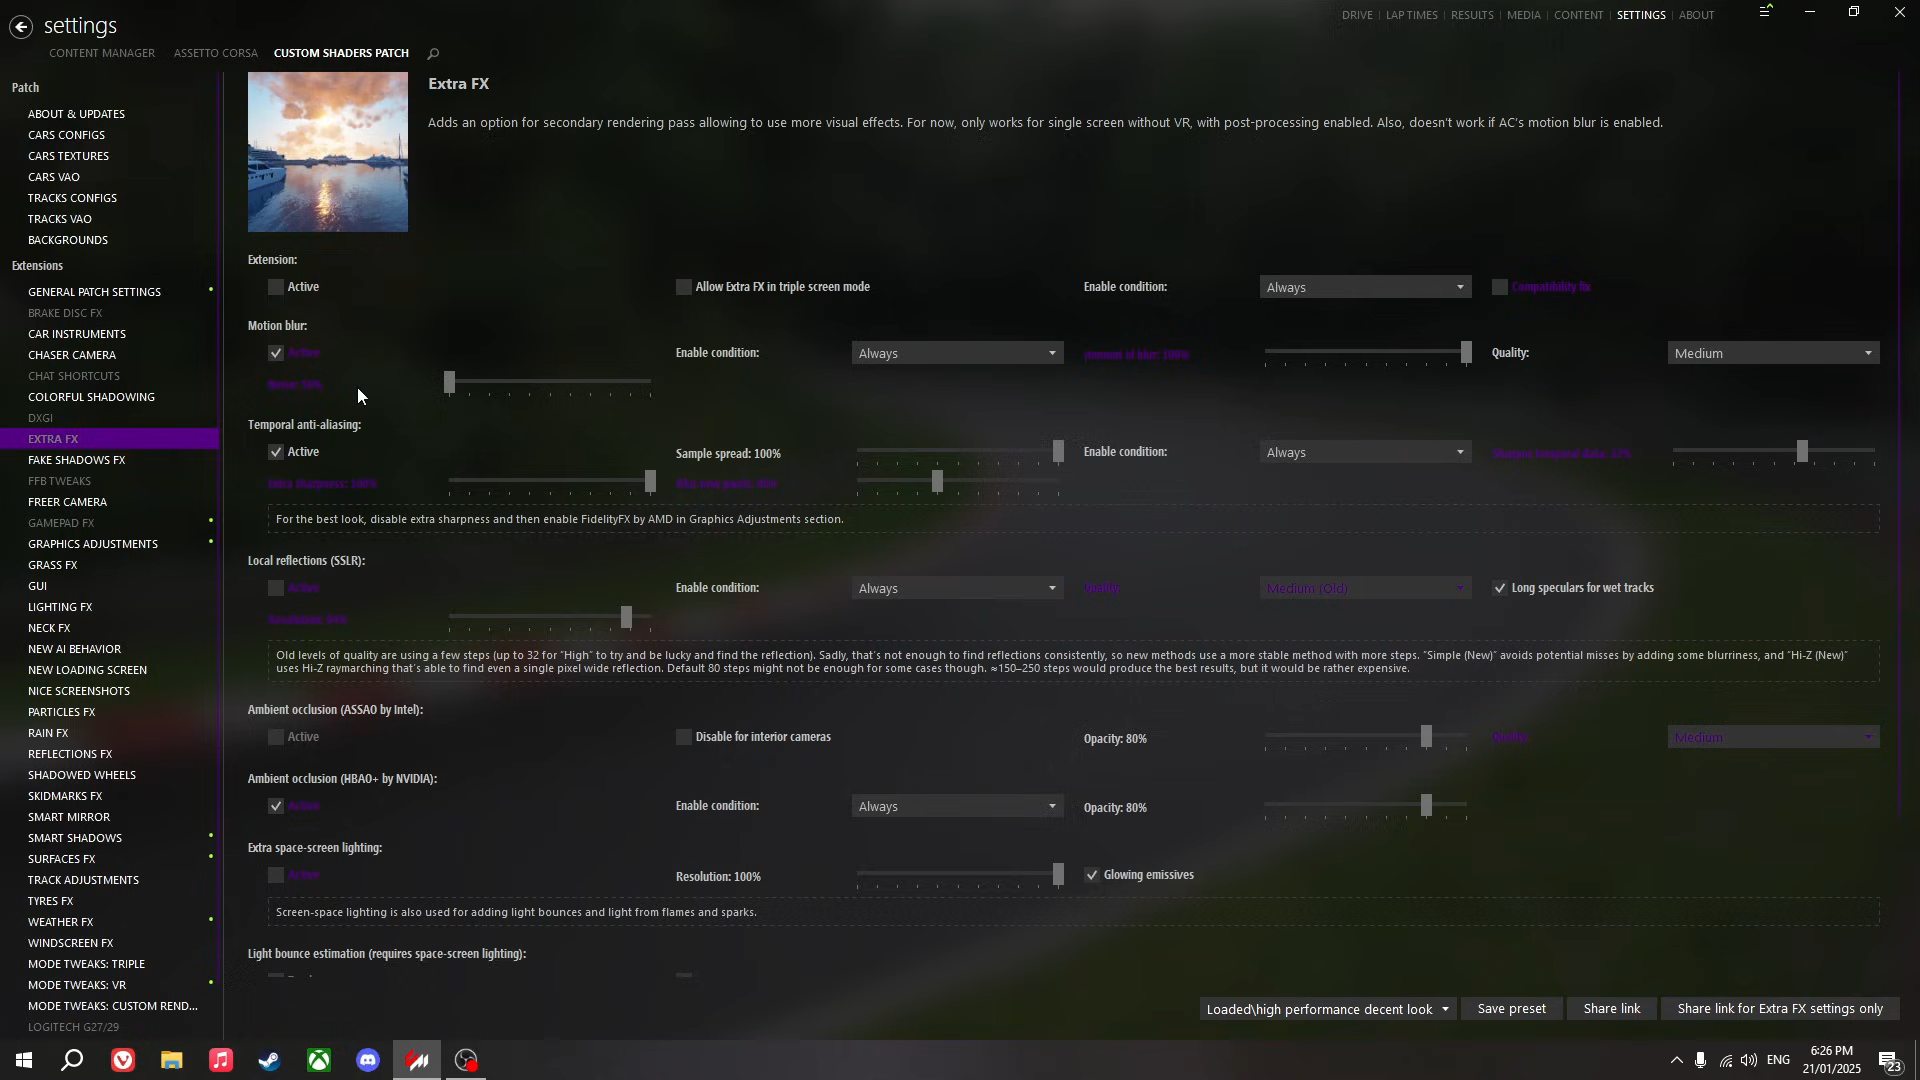 settings
DRIVE | LAP TIMES | RESULTS | MEDIA | CONTENT | SETTINGS | ABOUT
CONTENT MANAGER ASSETTO CORSA CUSTOM SHADERS PATCH
Patch
ABOUT & UPDATES
CARS CONFIGS
CARS TEXTURES
CARS VAO
TRACKS CONFIGS
TRACKS VAO
BACKGROUNDS
Extensions
GENERAL PATCH SETTINGS
BRAKE DISC FX
CAR INSTRUMENTS
CHASER CAMERA
CHAT SHORTCUTS
COLORFUL SHADOWING
DXGI
EXTRA FX
FAKE SHADOWS FX
FFB TWEAKS
FREER CAMERA
GAMEPAD FX
GRAPHICS ADJUSTMENTS
GRASS FX
GUI
LIGHTING FX
NECK FX
NEW AI BEHAVIOR
NEW LOADING SCREEN
NICE SCREENSHOTS
PARTICLES FX
RAIN FX
REFLECTIONS FX
SHADOWED WHEELS
SKIDMARKS FX
SMART MIRROR
SMART SHADOWS
SURFACES FX
TRACK ADJUSTMENTS
TYRES FX
WEATHER FX
WINDSCREEN FX
MODE TWEAKS: TRIPLE
MODE TWEAKS: VR
MODE TWEAKS: CUSTOM REND...
LOGITECH G27/29
Extra FX
Adds an option for secondary rendering pass allowing to use more visual effects. For now, only works for single screen without VR, with post-processing enabled. Also, doesn't work if AC's motion blur is enabled.
Extension:
Active Allow Extra FX in triple screen mode Enable condition: Always Compatibility fix
Motion blur:
Active Enable condition: Always Amount of blur: 100% Quality: Medium
Temporal anti-aliasing:
Active Sample spread: 100% Enable condition: Always
Extra sharpness: 100%
For the best look, disable extra sharpness and then enable FidelityFX by AMD in Graphics Adjustments section.
Local reflections (SSLR):
Active Enable condition: Always Quality: Medium (Old) Long speculars for wet tracks
Old levels of quality are using a few steps (up to 32 for “High” to try and be lucky and find the reflection). Sadly, that's not enough to find reflections consistently, so new methods use a more stable method with more steps. “Simple (New)” avoids potential misses by adding some blurriness, and “Hi-Z (New)”
uses Hi-Z raymarching that's able to find even a single pixel wide reflection. Default 80 steps might not be enough for some cases though. ≈150–250 steps would produce the best results, but it would be rather expensive.
Ambient occlusion (ASSAO by Intel):
Active Disable for interior cameras Opacity: 80% Quality: Medium
Ambient occlusion (HBAO+ by NVIDIA):
Active Enable condition: Always Opacity: 80%
Extra space-screen lighting:
Active Resolution: 100% Glowing emissives
Screen-space lighting is also used for adding light bounces and light from flames and sparks.
Light bounce estimation (requires space-screen lighting):
Loaded\high performance decent look Save preset Share link Share link for Extra FX settings only
ENG
6:26 PM
21/01/2025
23